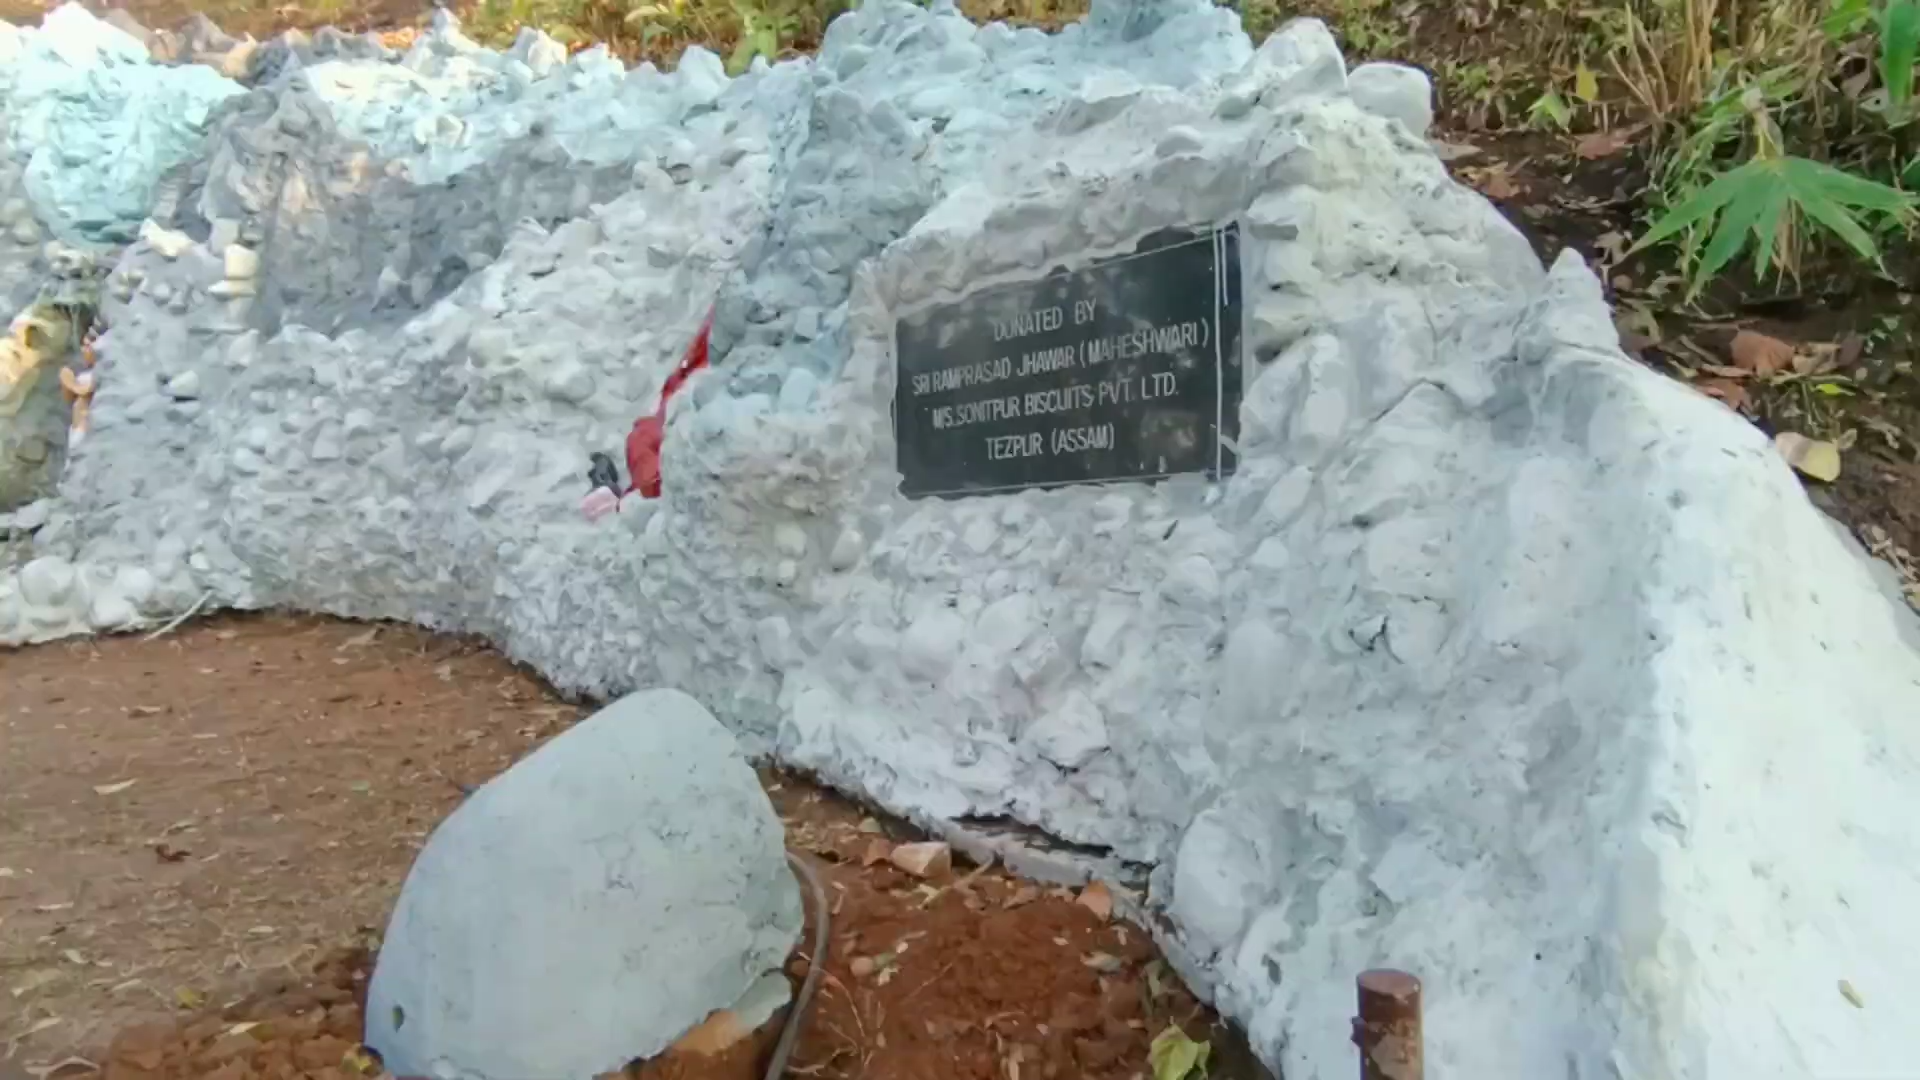 DONATED BY
SRI RAMPRASAD JHAWAR (MAHESHWARI)
M/S. SONITPUR BISCUITS PVT. LTD.
TEZPUR (ASSAM)